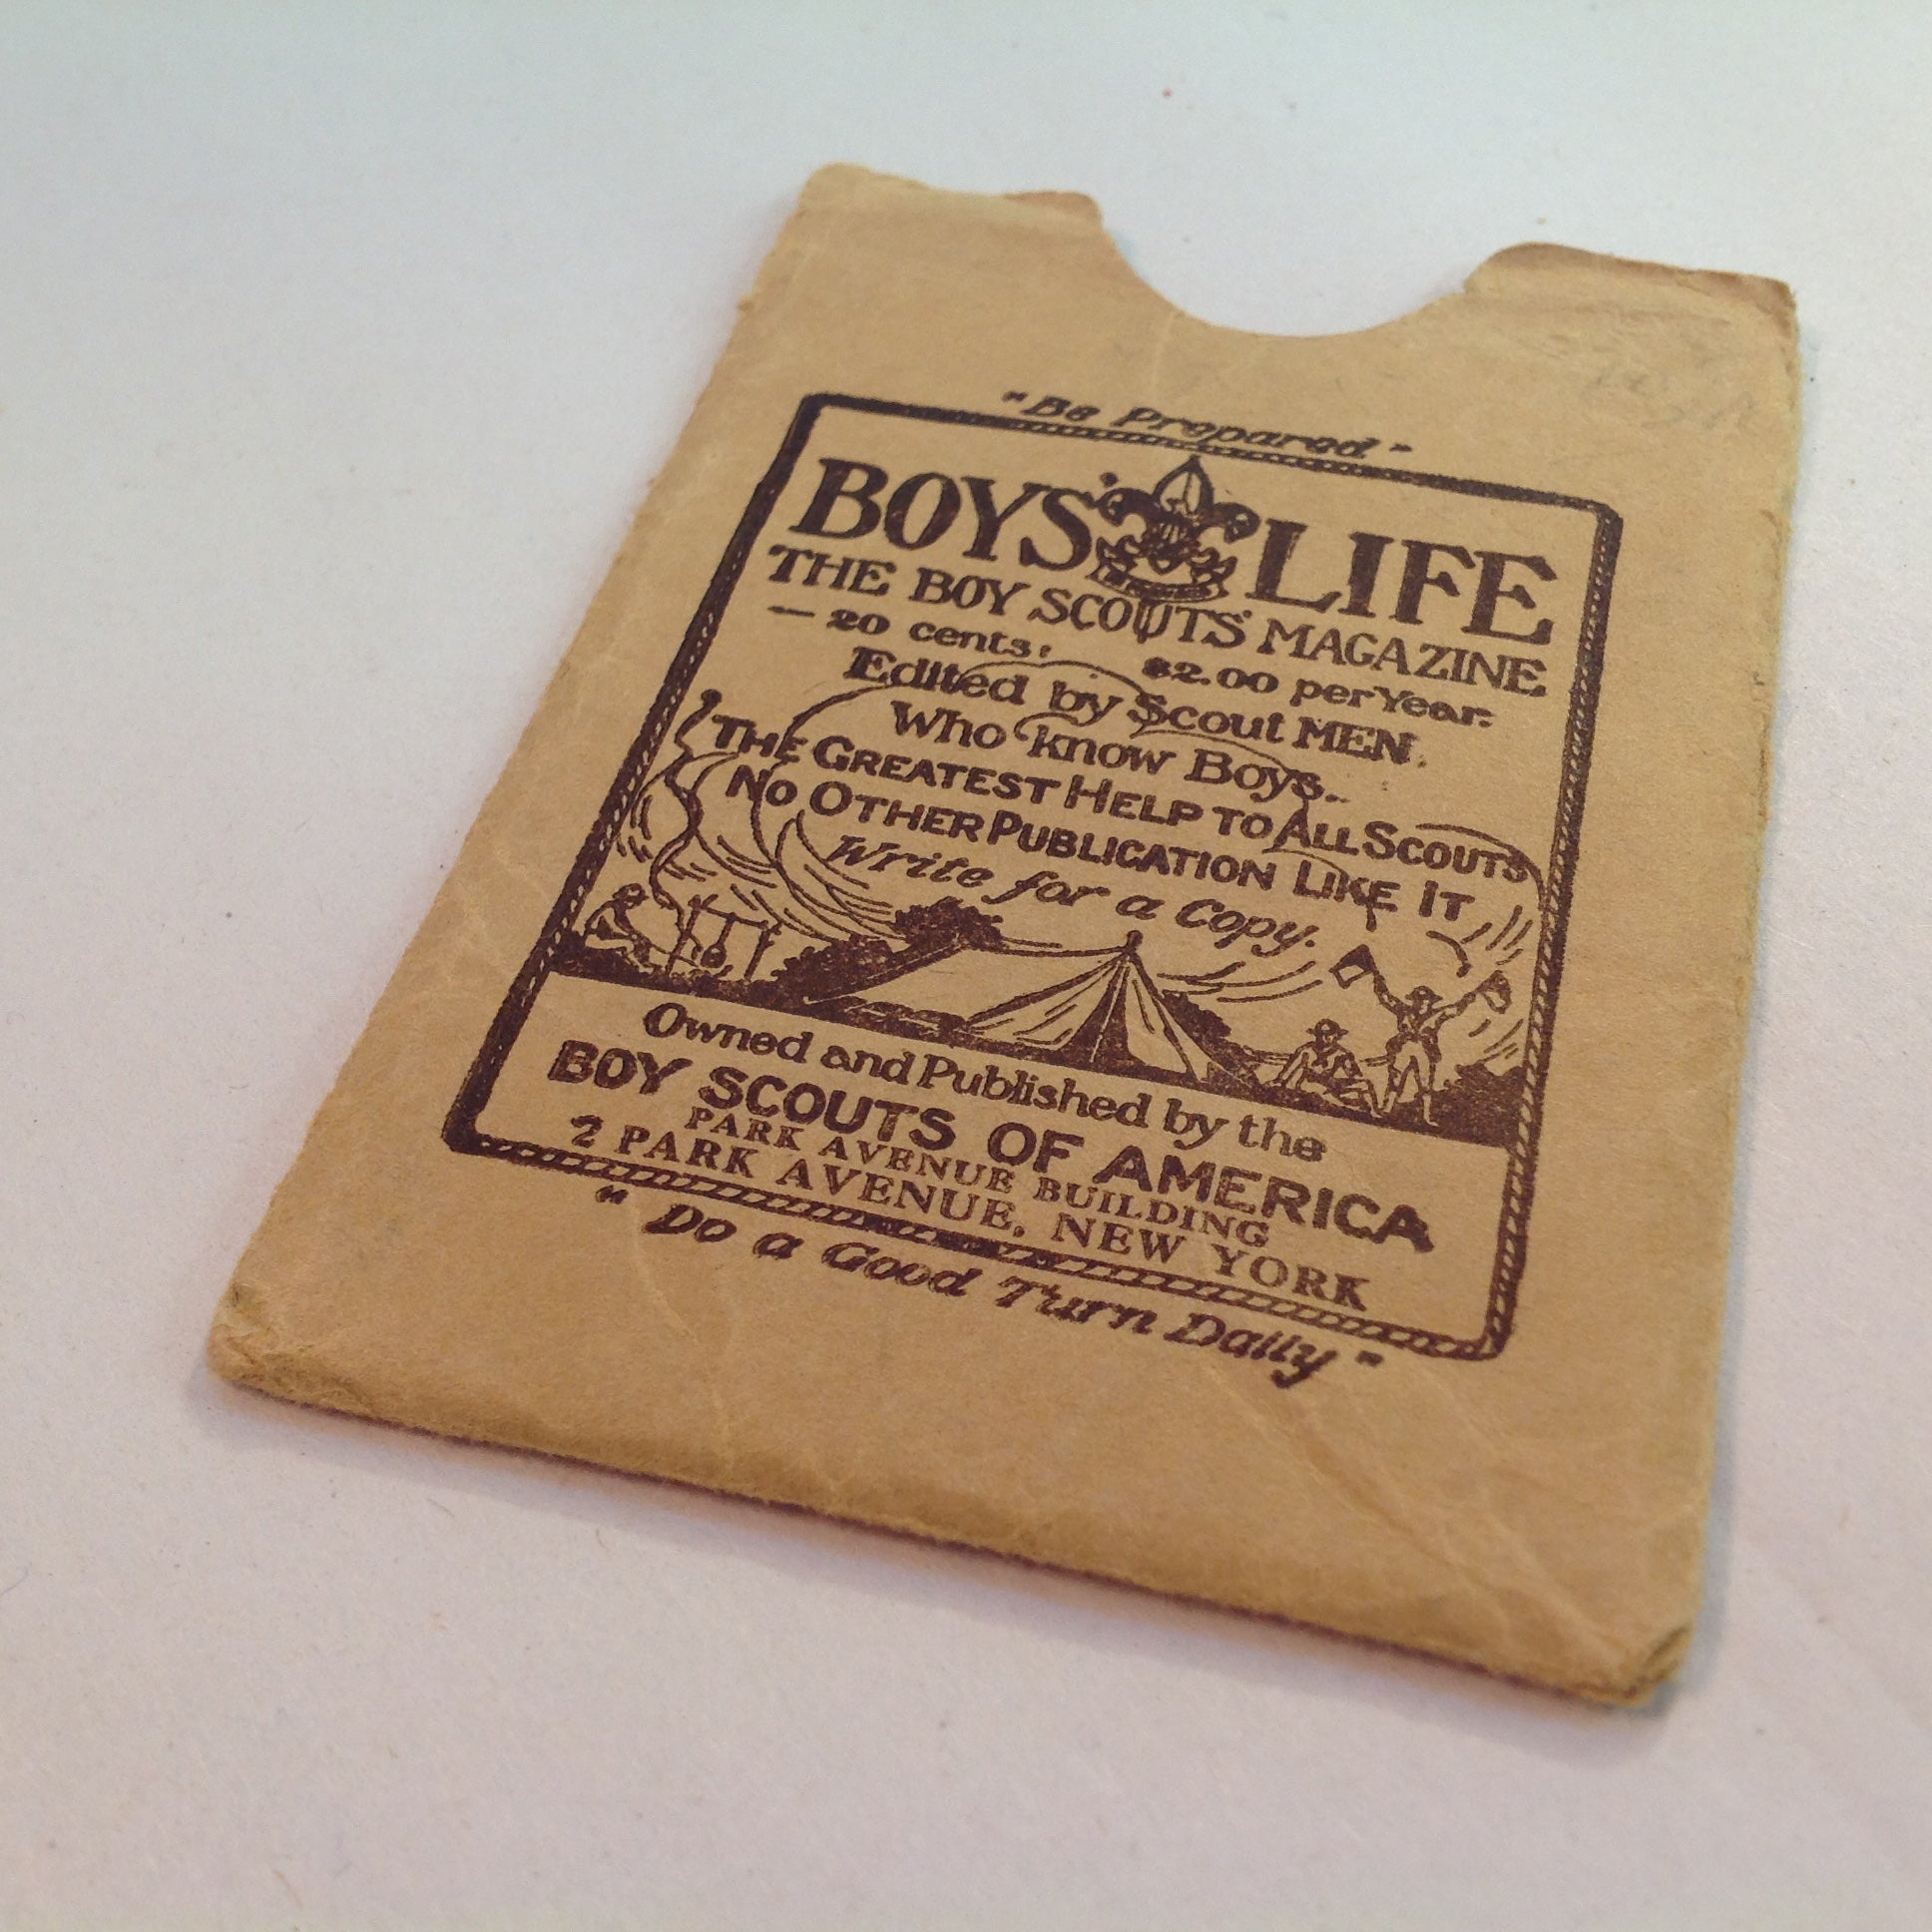 "Be Prepared"
BOYS' LIFE
THE BOY SCOUTS' MAGAZINE
— 20 cents; $2.00 per Year.
Edited by Scout MEN.
Who know Boys..
THE GREATEST HELP TO ALL SCOUTS
NO OTHER PUBLICATION LIKE IT
Write for a Copy.
Owned and Published by the
BOY SCOUTS OF AMERICA
PARK AVENUE BUILDING
2 PARK AVENUE, NEW YORK
"Do a Good Turn Daily"